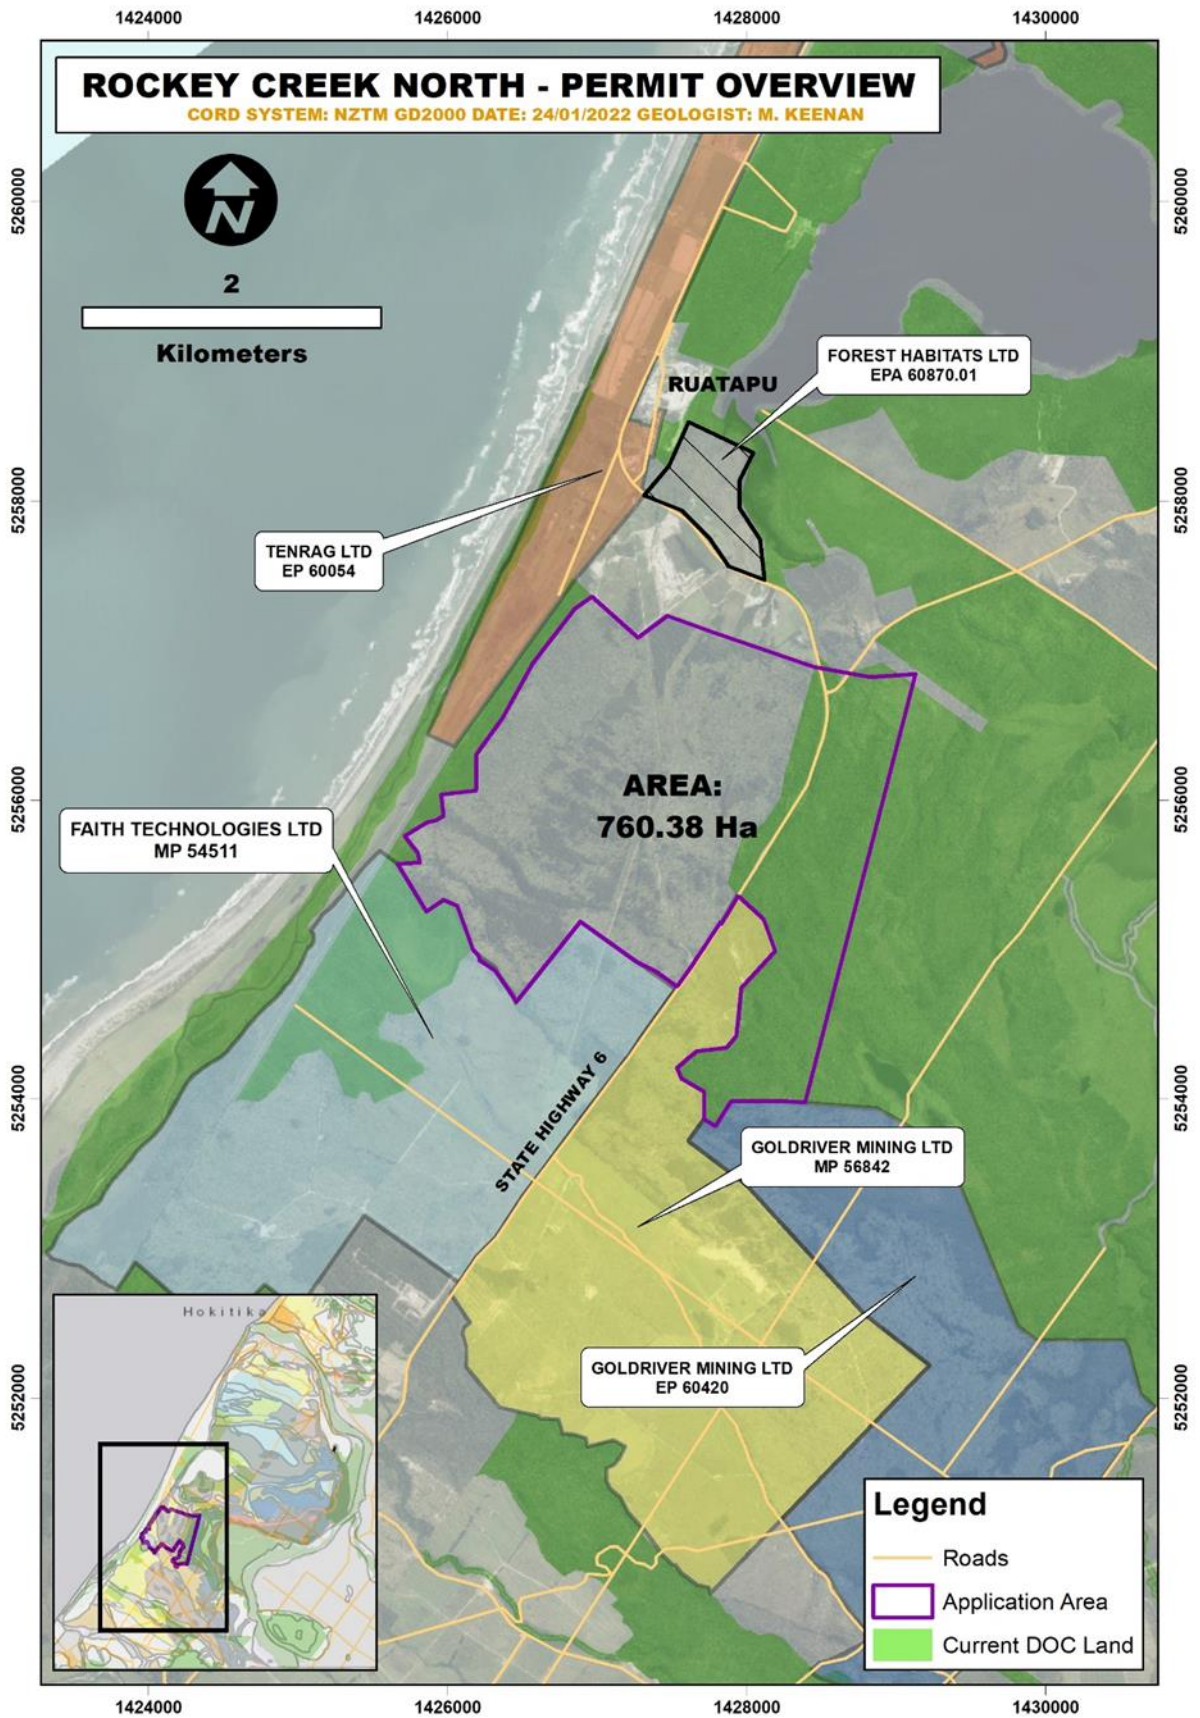 1424000 1426000 1428000 1430000
ROCKEY CREEK NORTH - PERMIT OVERVIEW
CORD SYSTEM: NZTM GD2000 DATE: 24/01/2022 GEOLOGIST: M. KEENAN
N
2
Kilometers
5260000 5260000
FOREST HABITATS LTD
EPA 60870.01
RUATAPU
5258000 5258000
TENRAG LTD
EP 60054
AREA:
760.38 Ha
5256000 5256000
FAITH TECHNOLOGIES LTD
MP 54511
STATE HIGHWAY 6
5254000 5254000
GOLDRIVER MINING LTD
MP 56842
GOLDRIVER MINING LTD
EP 60420
5252000 5252000
Hokitika
Legend
Roads
Application Area
Current DOC Land
1424000 1426000 1428000 1430000